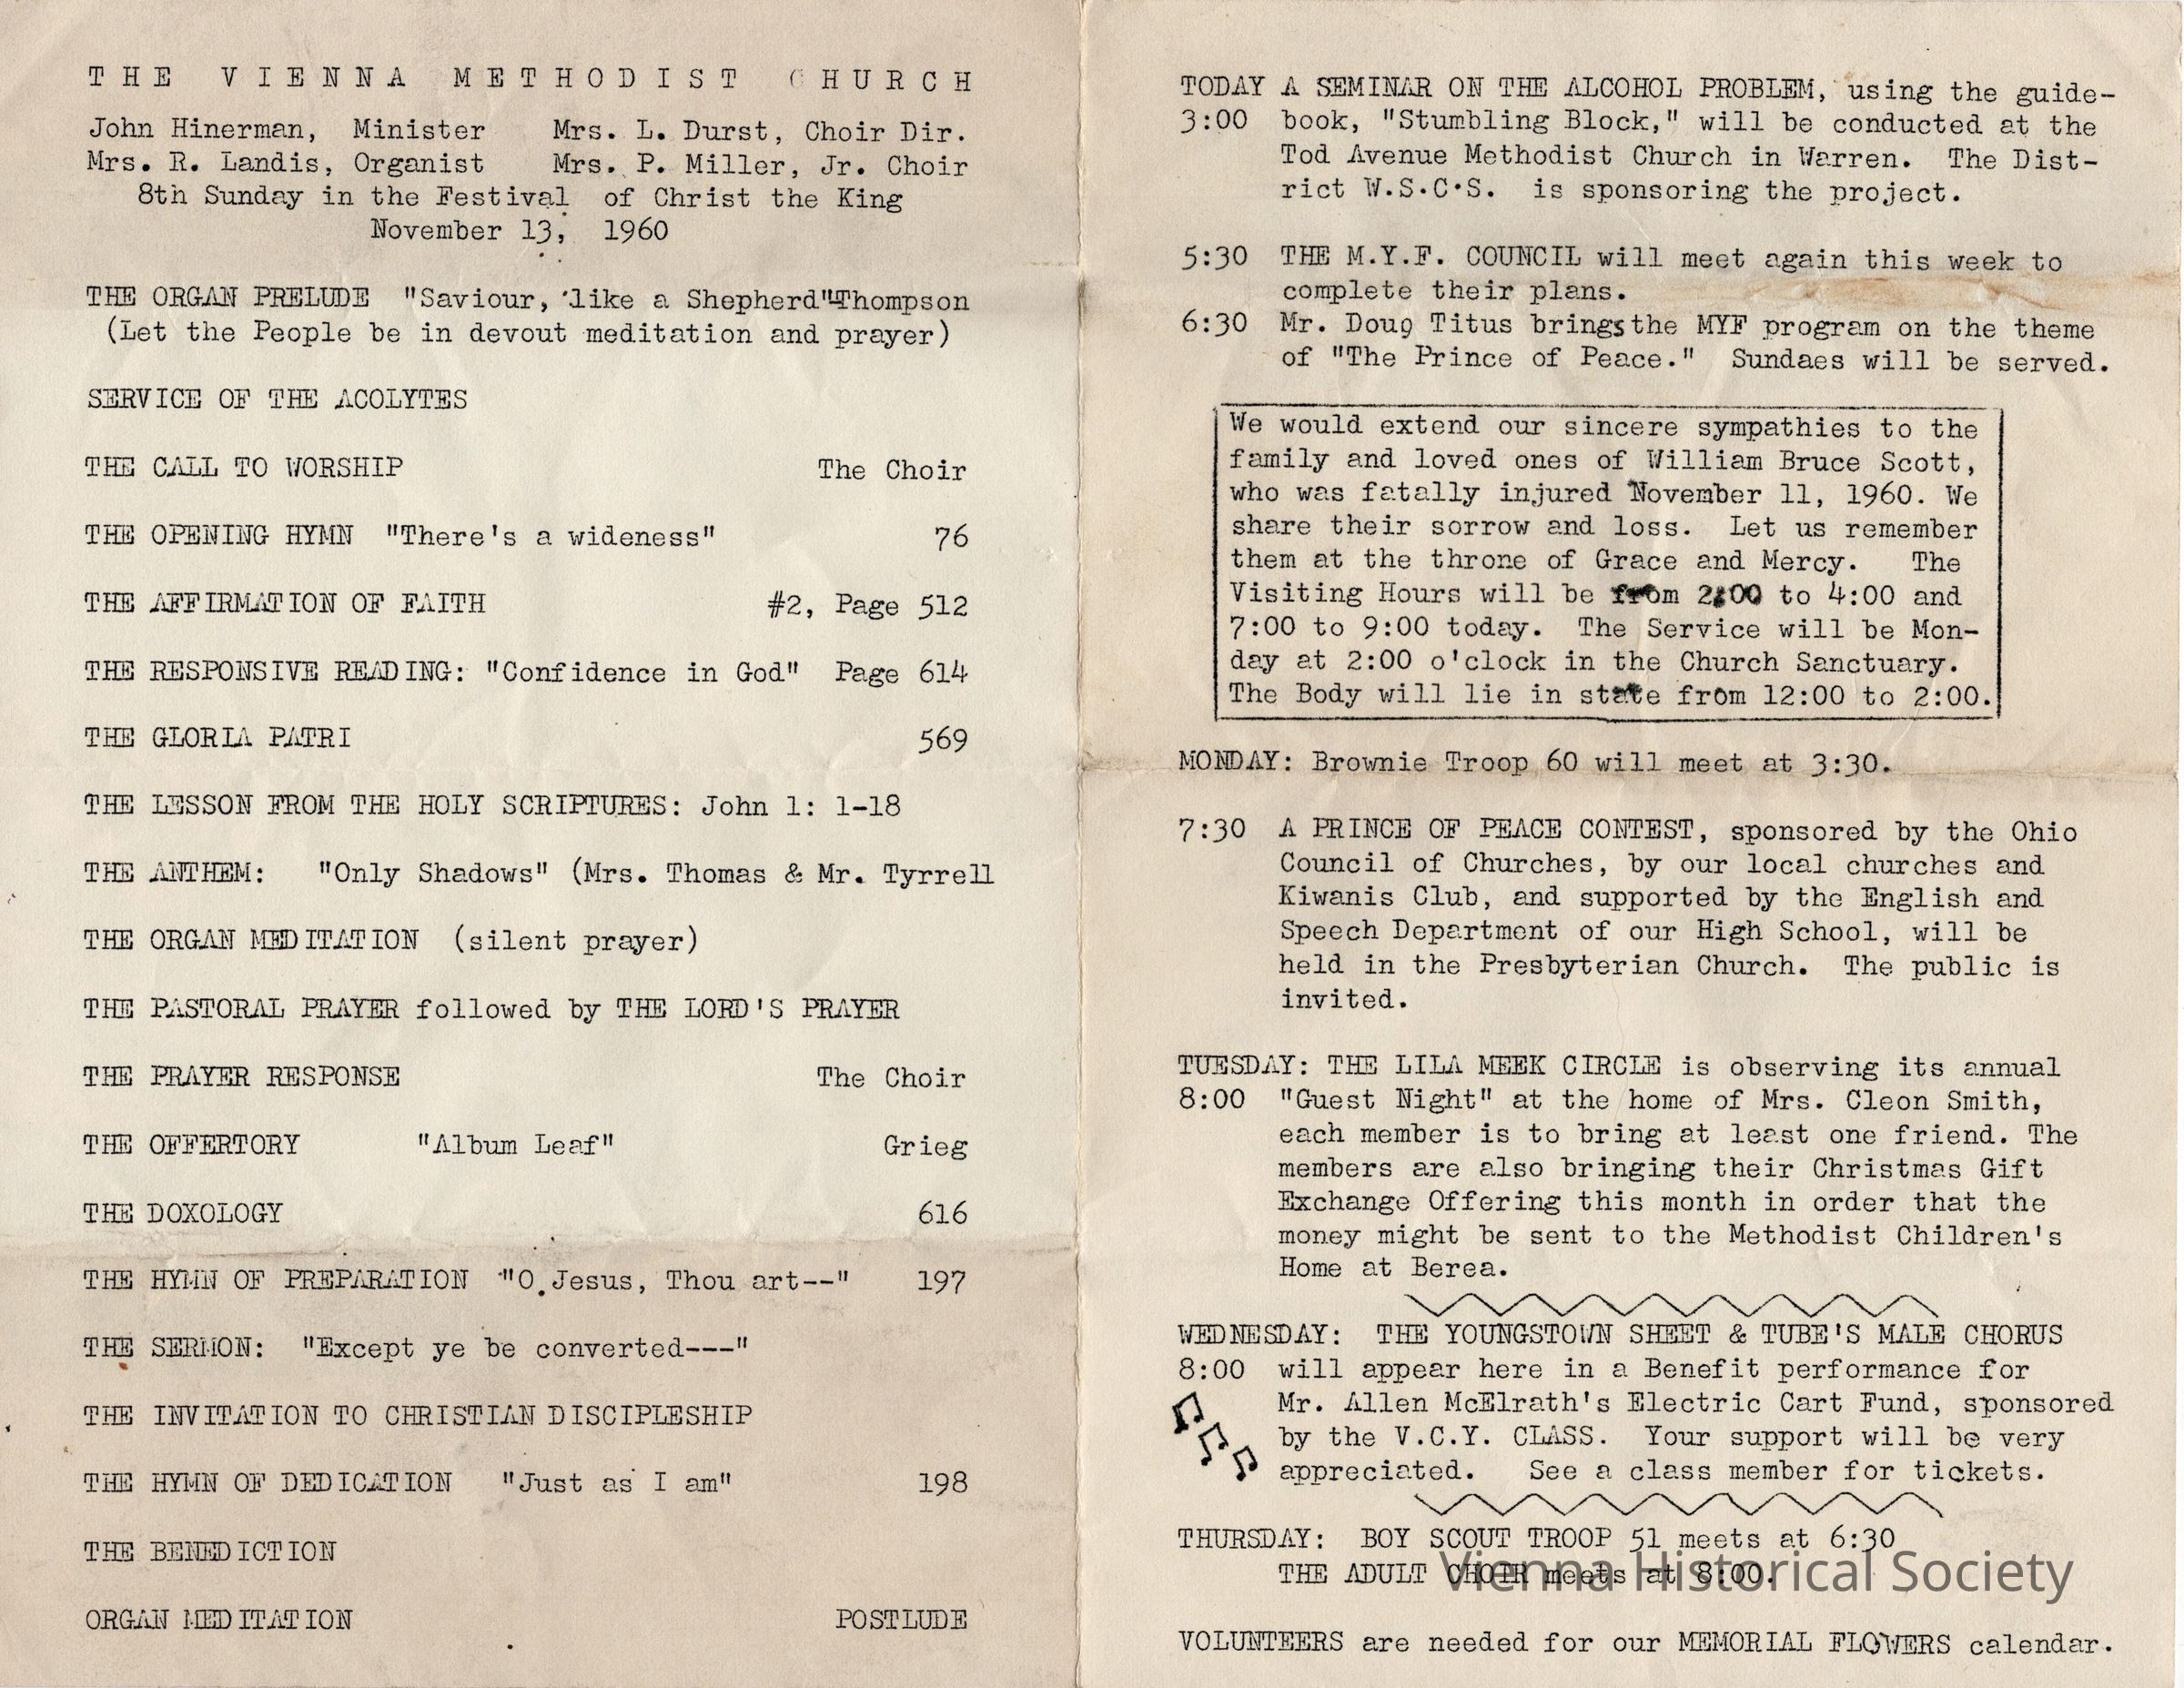 THE VIENNA METHODIST CHURCH
John Hinerman, Minister Mrs. L. Durst, Choir Dir.
Mrs. R. Landis, Organist Mrs. P. Miller, Jr. Choir
8th Sunday in the Festival of Christ the King
November 13, 1960
THE ORGAN PRELUDE "Saviour, like a Shepherd"-Thompson
(Let the People be in devout meditation and prayer)
SERVICE OF THE ACOLYTES
THE CALL TO WORSHIP The Choir
THE OPENING HYMN "There's a wideness" 76
THE AFFIRMATION OF FAITH #2, Page 512
THE RESPONSIVE READING: "Confidence in God" Page 614
THE GLORIA PATRI 569
THE LESSON FROM THE HOLY SCRIPTURES: John 1: 1-18
THE ANTHEM: "Only Shadows" (Mrs. Thomas & Mr. Tyrrell
THE ORGAN MEDITATION (silent prayer)
THE PASTORAL PRAYER followed by THE LORD'S PRAYER
THE PRAYER RESPONSE The Choir
THE OFFERTORY "Album Leaf" Grieg
THE DOXOLOGY 616
THE HYMN OF PREPARATION "O Jesus, Thou art--" 197
THE SERMON: "Except ye be converted---"
THE INVITATION TO CHRISTIAN DISCIPLESHIP
THE HYMN OF DEDICATION "Just as I am" 198
THE BENEDICTION
ORGAN MEDITATION POSTLUDE
TODAY A SEMINAR ON THE ALCOHOL PROBLEM, using the guide-
3:00 book, "Stumbling Block," will be conducted at the
Tod Avenue Methodist Church in Warren. The Dist-
rict W.S.C.S. is sponsoring the project.
5:30 THE M.Y.F. COUNCIL will meet again this week to
complete their plans.
6:30 Mr. Doug Titus brings the MYF program on the theme
of "The Prince of Peace." Sundaes will be served.
We would extend our sincere sympathies to the
family and loved ones of William Bruce Scott,
who was fatally injured November 11, 1960. We
share their sorrow and loss. Let us remember
them at the throne of Grace and Mercy. The
Visiting Hours will be from 2:00 to 4:00 and
7:00 to 9:00 today. The Service will be Mon-
day at 2:00 o'clock in the Church Sanctuary.
The Body will lie in state from 12:00 to 2:00.
MONDAY: Brownie Troop 60 will meet at 3:30.
7:30 A PRINCE OF PEACE CONTEST, sponsored by the Ohio
Council of Churches, by our local churches and
Kiwanis Club, and supported by the English and
Speech Department of our High School, will be
held in the Presbyterian Church. The public is
invited.
TUESDAY: THE LILA MEEK CIRCLE is observing its annual
8:00 "Guest Night" at the home of Mrs. Cleon Smith,
each member is to bring at least one friend. The
members are also bringing their Christmas Gift
Exchange Offering this month in order that the
money might be sent to the Methodist Children's
Home at Berea.
WEDNESDAY: THE YOUNGSTOWN SHEET & TUBE'S MALE CHORUS
8:00 will appear here in a Benefit performance for
Mr. Allen McElrath's Electric Cart Fund, sponsored
by the V.C.Y. CLASS. Your support will be very
appreciated. See a class member for tickets.
THURSDAY: BOY SCOUT TROOP 51 meets at 6:30
THE ADULT CHOIR meets at 8:00.
Vienna Historical Society
VOLUNTEERS are needed for our MEMORIAL FLOWERS calendar.